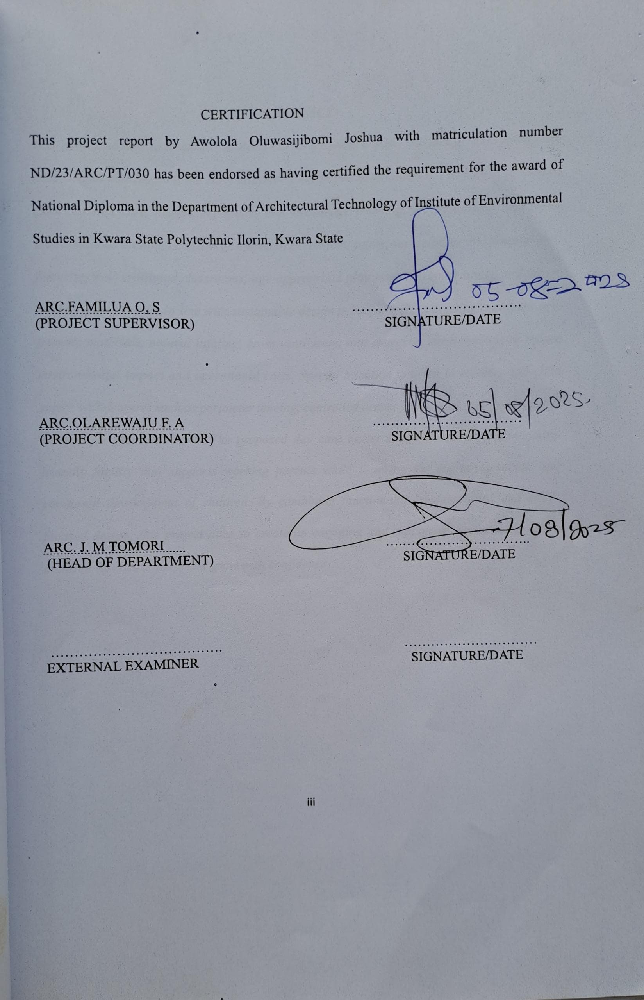 CERTIFICATION
This project report by Awolola Oluwasijibomi Joshua with matriculation number
ND/23/ARC/PT/030 has been endorsed as having certified the requirement for the award of
National Diploma in the Department of Architectural Technology of Institute of Environmental
Studies in Kwara State Polytechnic Ilorin, Kwara State
05-08-2025
ARC.FAMILUA O, S
SIGNATURE/DATE
(PROJECT SUPERVISOR)
05/08/2025.
ARC.OLAREWAJU F. A
SIGNATURE/DATE
(PROJECT COORDINATOR)
7/08/2025
ARC. J. M TOMORI
SIGNATURE/DATE
(HEAD OF DEPARTMENT)
EXTERNAL EXAMINER
SIGNATURE/DATE
iii